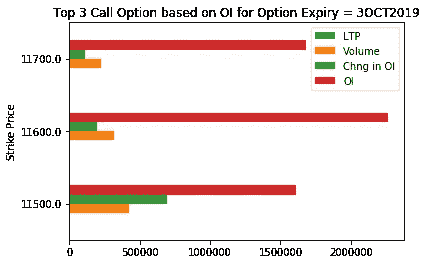 Top 3 Call Option based on OI for Option Expiry = 3OCT2019
LTP
Volume
Chng in OI
OI
Strike Price
11700.0
11600.0
11500.0
0
500000
1000000
1500000
2000000